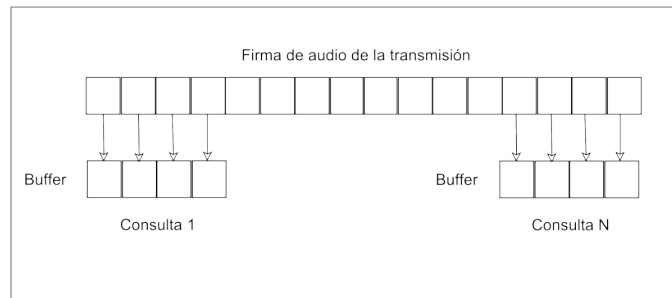 Firma de audio de la transmisión
Buffer
Buffer
Consulta 1
Consulta N